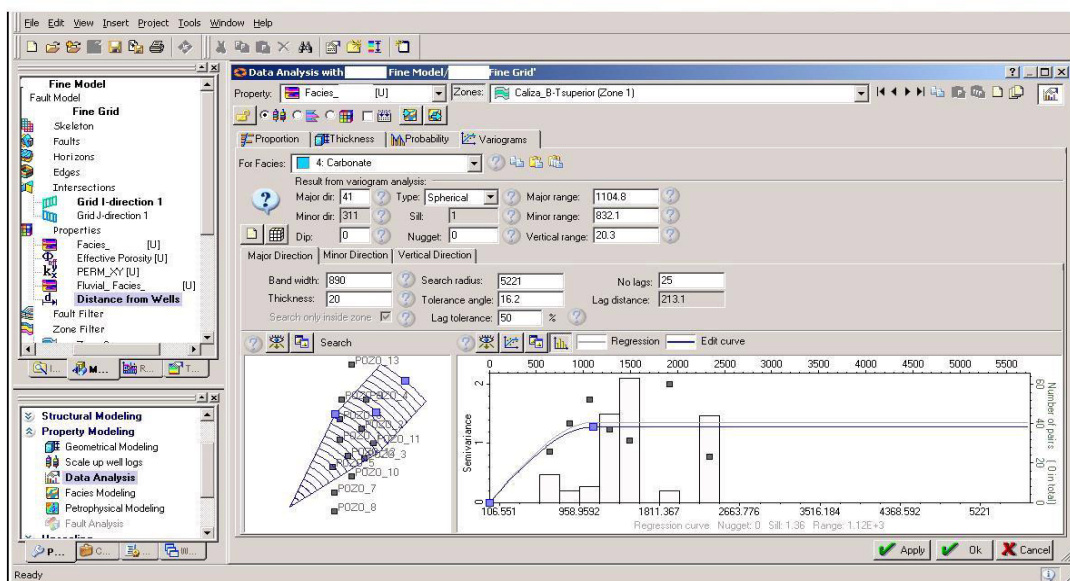 File Edit View Insert Project Tools Window Help
Fine Model
Fault Model
Fine Grid
Skeleton
Faults
Horizons
Edges
Intersections
Grid I-direction 1
Grid J-direction 1
Properties
Facies_ [U]
Effective Porosity [U]
PERM_XY [U]
Fluvial_Facies_ [U]
Distance from Wells
Fault Filter
Zone Filter
I... M... R... T...
Structural Modeling
Property Modeling
Geometrical Modeling
Scale up well logs
Data Analysis
Facies Modeling
Petrophysical Modeling
Fault Analysis
P... C... ... W...
Ready
Data Analysis with Fine Model/ Fine Grid'
Property: Facies_ [U] Zones: Caliza_B-Tsuperior (Zone 1)
Proportion Thickness Probability Variograms
For Facies: 4: Carbonate
Result from variogram analysis:
Major dir: 41 Type: Spherical Major range: 1104.8
Minor dir: 311 Sill: 1 Minor range: 832.1
Dip: 0 Nugget: 0 Vertical range: 20.3
Major Direction Minor Direction Vertical Direction
Band width: 890 Search radius: 5221 No lags: 25
Thickness: 20 Tolerance angle: 16.2 Lag distance: 213.1
Search only inside zone Lag tolerance: 50 %
Search Regression Edit curve
POZO_13
POZO_11
POZO_10
POZO_7
POZO_8
0 500 1000 1500 2000 2500 3000 3500 4000 4500 5000 5500
Semivariance
0 1 2
Number of pairs [0 in total]
0 20 40 60
106.551 958.9592 1811.367 2663.776 3516.184 4368.592 5221
Regression curve Nugget: 0 Sill: 1.36 Range: 1.12E+3
Apply Ok Cancel